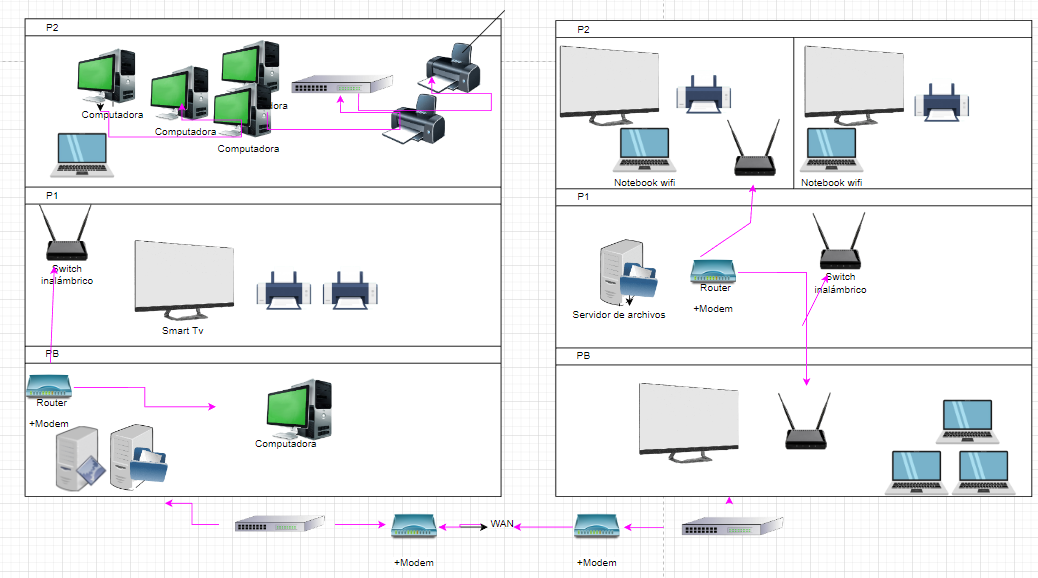 P2
Computadora
Computadora
dora
Computadora
P1
Switch
inalámbrico
Smart Tv
PB
Router
+Modem
Computadora
P2
Notebook wifi
Notebook wifi
P1
Servidor de archivos
Router
+Modem
Switch
inalámbrico
PB
WAN
+Modem
+Modem